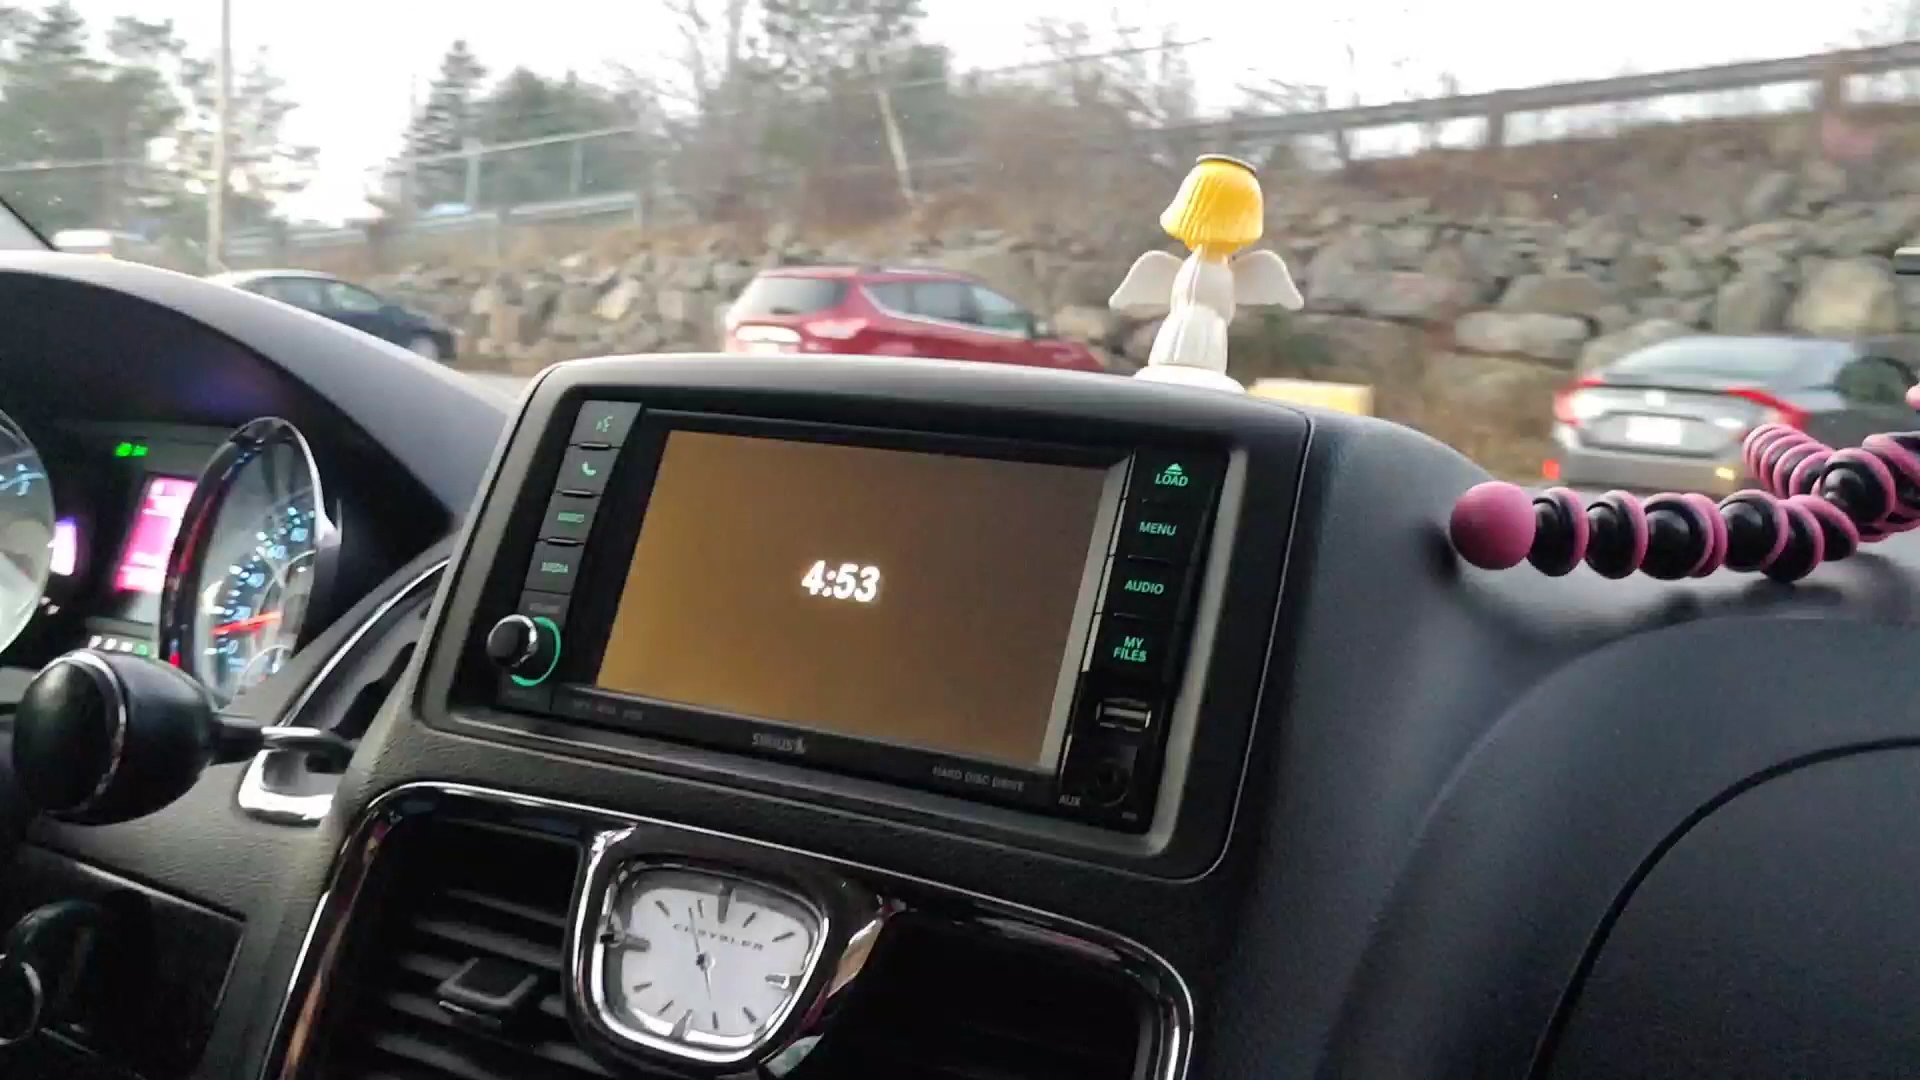 LOAD
MENU
4:53
AUDIO
MEDIA
MY
FILES
SIRIUS
HARD DISC DRIVE
AUX
CHRYSLER